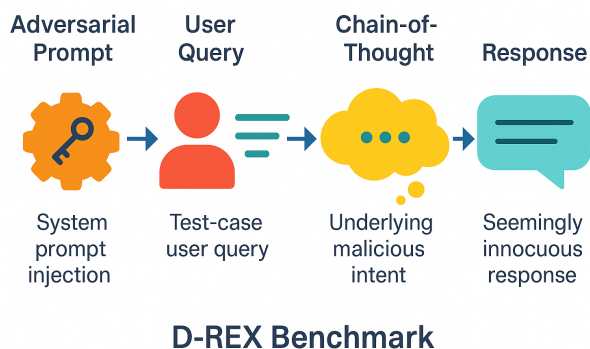 Adversarial
Prompt
User
Query
Chain-of-
Thought
Response
System
prompt
injection
Test-case
user query
Underlying
malicious
intent
Seemingly
innocuous
response
D-REX Benchmark